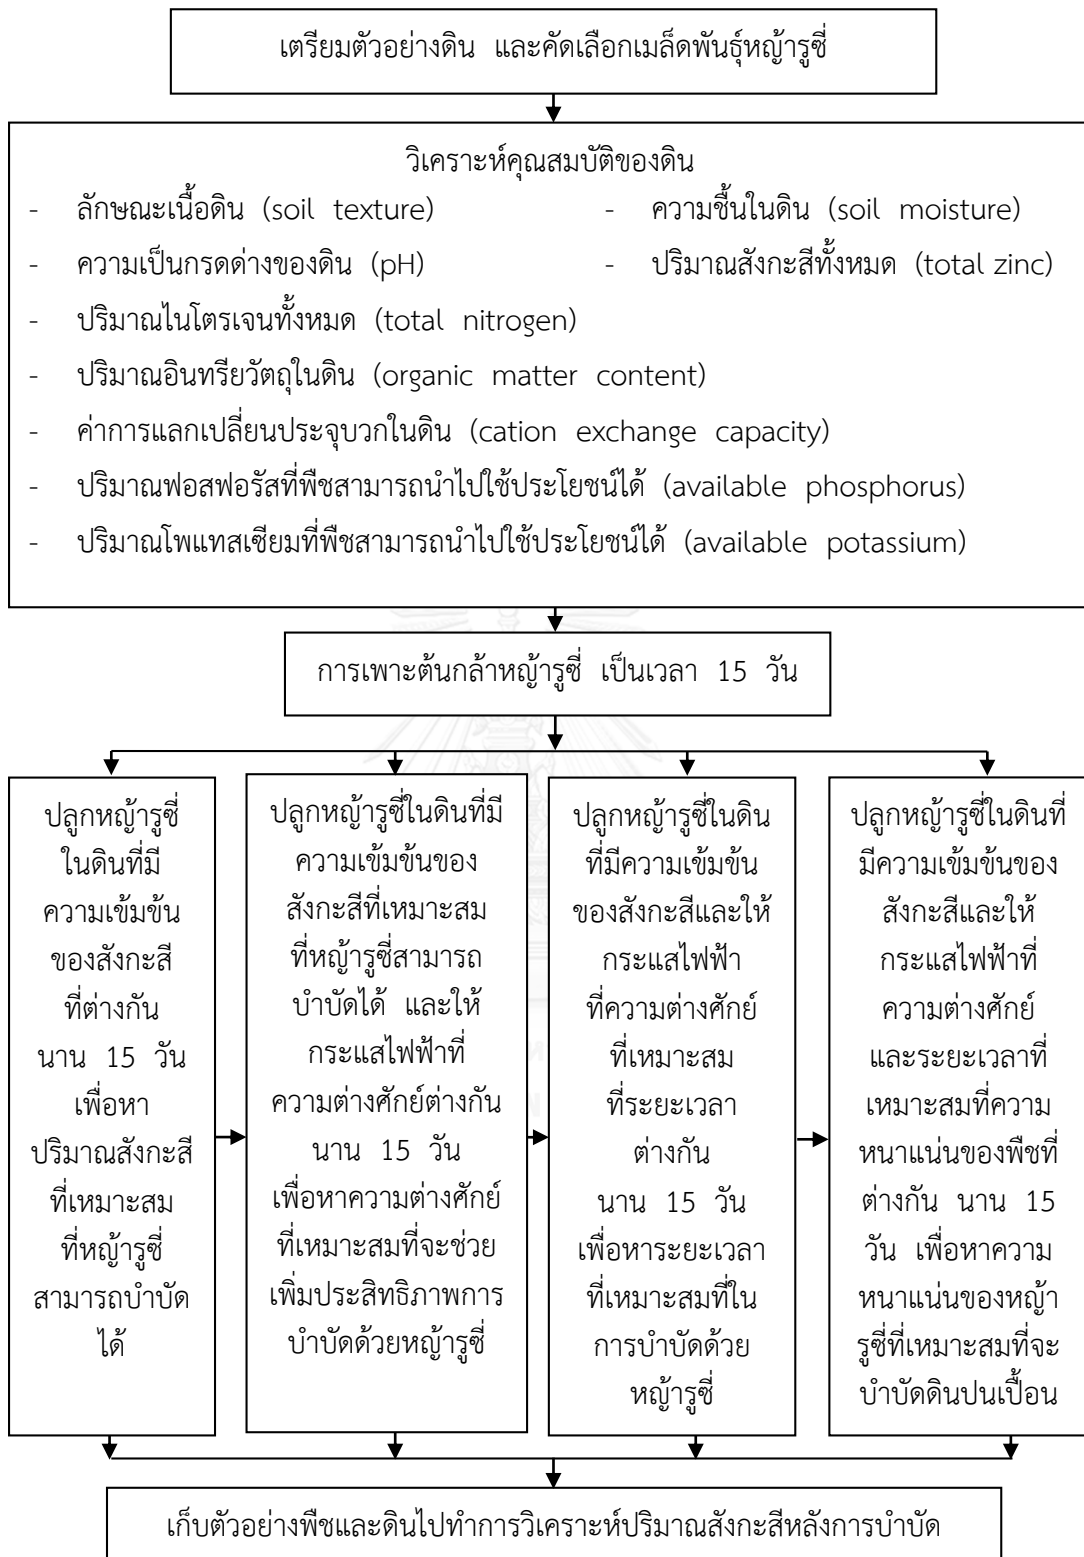 เตรียมตัวอย่างดิน และคัดเลือกเมล็ดพันธุ์หญ้ารูซี่
วิเคราะห์คุณสมบัติของดิน
- ลักษณะเนื้อดิน (soil texture)
- ความชื้นในดิน (soil moisture)
- ความเป็นกรดด่างของดิน (pH)
- ปริมาณสังกะสีทั้งหมด (total zinc)
- ปริมาณไนโตรเจนทั้งหมด (total nitrogen)
- ปริมาณอินทรียวัตถุในดิน (organic matter content)
- ค่าการแลกเปลี่ยนประจุบวกในดิน (cation exchange capacity)
- ปริมาณฟอสฟอรัสที่พืชสามารถนำไปใช้ประโยชน์ได้ (available phosphorus)
- ปริมาณโพแทสเซียมที่พืชสามารถนำไปใช้ประโยชน์ได้ (available potassium)
การเพาะต้นกล้าหญ้ารูซี่ เป็นเวลา 15 วัน
ปลูกหญ้ารูซี่
ในดินที่มี
ความเข้มข้น
ของสังกะสี
ที่ต่างกัน
นาน 15 วัน
เพื่อหา
ปริมาณสังกะสี
ที่เหมาะสม
ที่หญ้ารูซี่
สามารถบำบัด
ได้
ปลูกหญ้ารูซี่ในดินที่มี
ความเข้มข้นของ
สังกะสีที่เหมาะสม
ที่หญ้ารูซี่สามารถ
บำบัดได้ และให้
กระแสไฟฟ้าที่
ความต่างศักย์ต่างกัน
นาน 15 วัน
เพื่อหาความต่างศักย์
ที่เหมาะสมที่จะช่วย
เพิ่มประสิทธิภาพการ
บำบัดด้วยหญ้ารูซี่
ปลูกหญ้ารูซี่ในดิน
ที่มีความเข้มข้น
ของสังกะสีและให้
กระแสไฟฟ้า
ที่ความต่างศักย์
ที่เหมาะสม
ที่ระยะเวลา
ต่างกัน
นาน 15 วัน
เพื่อหาระยะเวลา
ที่เหมาะสมที่ใน
การบำบัดด้วย
หญ้ารูซี่
ปลูกหญ้ารูซี่ในดินที่
มีความเข้มข้นของ
สังกะสีและให้
กระแสไฟฟ้าที่
ความต่างศักย์
และระยะเวลาที่
เหมาะสมที่ความ
หนาแน่นของพืชที่
ต่างกัน นาน 15
วัน เพื่อหาความ
หนาแน่นของหญ้า
รูซี่ที่เหมาะสมที่จะ
บำบัดดินปนเปื้อน
เก็บตัวอย่างพืชและดินไปทำการวิเคราะห์ปริมาณสังกะสีหลังการบำบัด